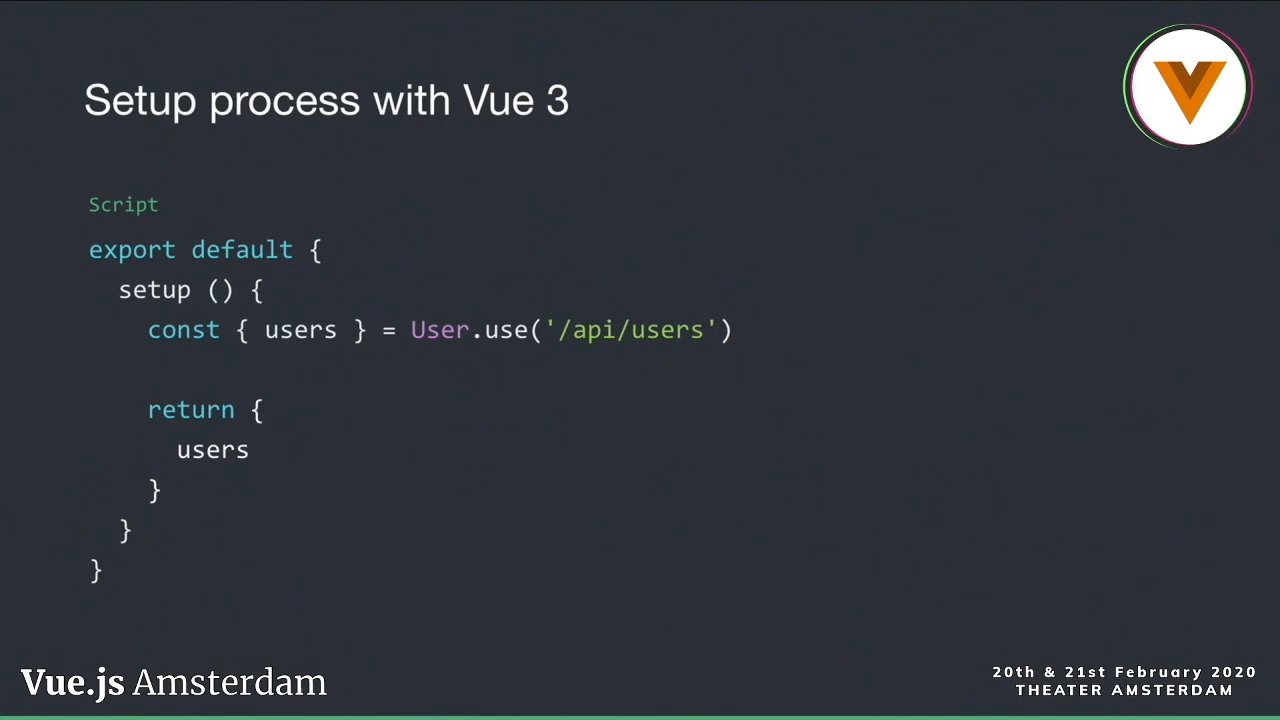 Setup process with Vue 3
Script
export default {
setup () {
const { users } = User.use('/api/users')
return {
users
}
}
}
Vue.js Amsterdam
20th & 21st February 2020
THEATER AMSTERDAM